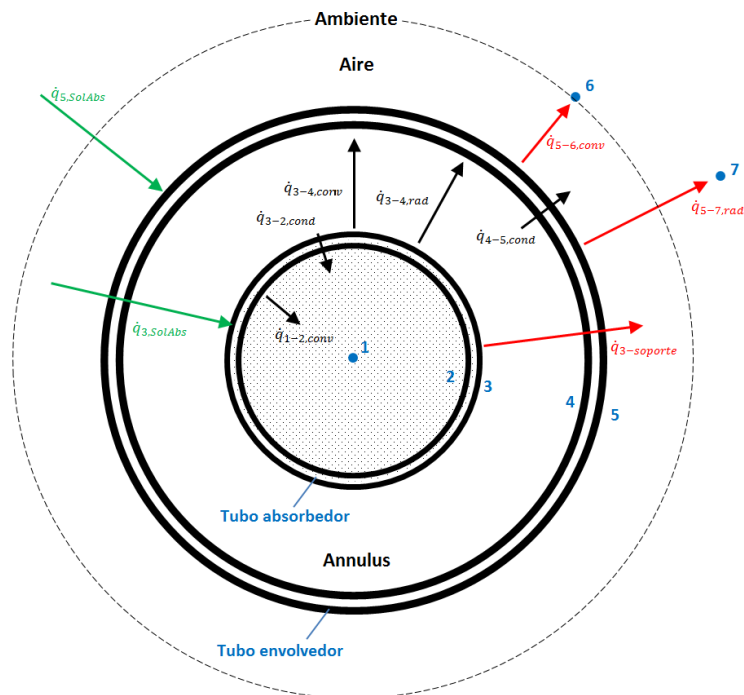 Ambiente
Aire
6
q̇5,SolAbs
q̇5−6,conv
7
q̇3−4,conv
q̇3−4,rad
q̇5−7,rad
q̇3−2,cond
q̇4−5,cond
q̇3,SolAbs
q̇1−2,conv
1
q̇3−soporte
2
3
4
5
Tubo absorbedor
Annulus
Tubo envolvedor